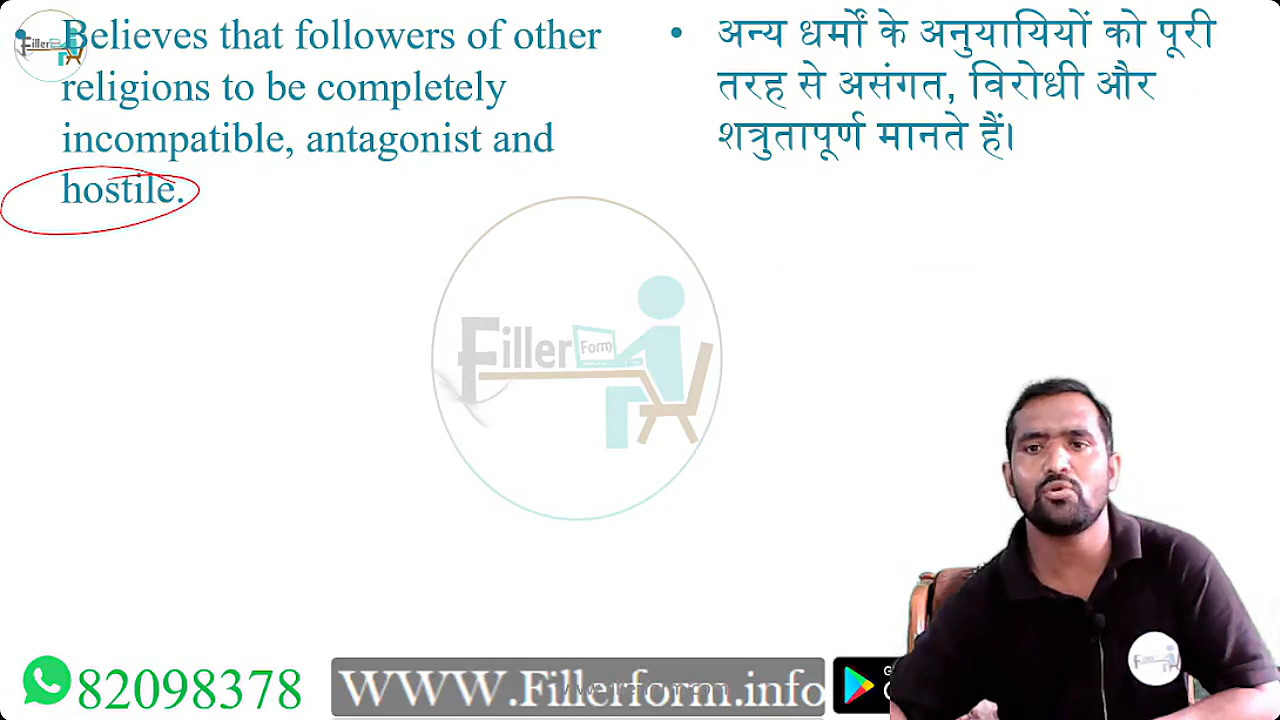 Believes that followers of other
religions to be completely
incompatible, antagonist and
hostile.
अन्य धर्मों के अनुयायियों को पूरी
तरह से असंगत, विरोधी और
शत्रुतापूर्ण मानते हैं।
Filler Form
82098378
WWW.Fillerform.info